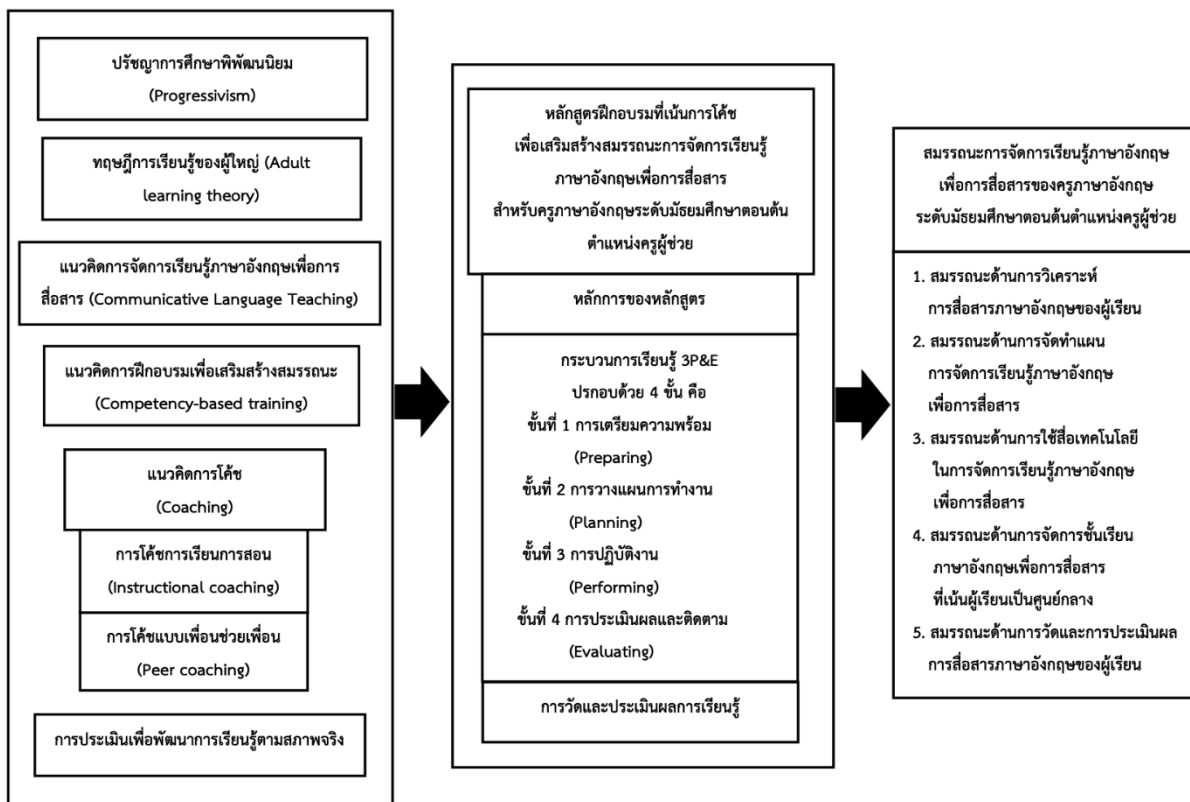 ปรัชญาการศึกษาพิพัฒนนิยม
(Progressivism)
ทฤษฎีการเรียนรู้ของผู้ใหญ่ (Adult
learning theory)
แนวคิดการจัดการเรียนรู้ภาษาอังกฤษเพื่อการ
สื่อสาร (Communicative Language Teaching)
แนวคิดการฝึกอบรมเพื่อเสริมสร้างสมรรถนะ
(Competency-based training)
แนวคิดการโค้ช
(Coaching)
การโค้ชการเรียนการสอน
(Instructional coaching)
การโค้ชแบบเพื่อนช่วยเพื่อน
(Peer coaching)
การประเมินเพื่อพัฒนาการเรียนรู้ตามสภาพจริง
หลักสูตรฝึกอบรมที่เน้นการโค้ช
เพื่อเสริมสร้างสมรรถนะการจัดการเรียนรู้
ภาษาอังกฤษเพื่อการสื่อสาร
สำหรับครูภาษาอังกฤษระดับมัธยมศึกษาตอนต้น
ตำแหน่งครูผู้ช่วย
หลักการของหลักสูตร
กระบวนการเรียนรู้ 3P&E
ปรกอบด้วย 4 ขั้น คือ
ขั้นที่ 1 การเตรียมความพร้อม
(Preparing)
ขั้นที่ 2 การวางแผนการทำงาน
(Planning)
ขั้นที่ 3 การปฏิบัติงาน
(Performing)
ขั้นที่ 4 การประเมินผลและติดตาม
(Evaluating)
การวัดและประเมินผลการเรียนรู้
สมรรถนะการจัดการเรียนรู้ภาษาอังกฤษ
เพื่อการสื่อสารของครูภาษาอังกฤษ
ระดับมัธยมศึกษาตอนต้นตำแหน่งครูผู้ช่วย
1. สมรรถนะด้านการวิเคราะห์
การสื่อสารภาษาอังกฤษของผู้เรียน
2. สมรรถนะด้านการจัดทำแผน
การจัดการเรียนรู้ภาษาอังกฤษ
เพื่อการสื่อสาร
3. สมรรถนะด้านการใช้สื่อเทคโนโลยี
ในการจัดการเรียนรู้ภาษาอังกฤษ
เพื่อการสื่อสาร
4. สมรรถนะด้านการจัดการชั้นเรียน
ภาษาอังกฤษเพื่อการสื่อสาร
ที่เน้นผู้เรียนเป็นศูนย์กลาง
5. สมรรถนะด้านการวัดและการประเมินผล
การสื่อสารภาษาอังกฤษของผู้เรียน